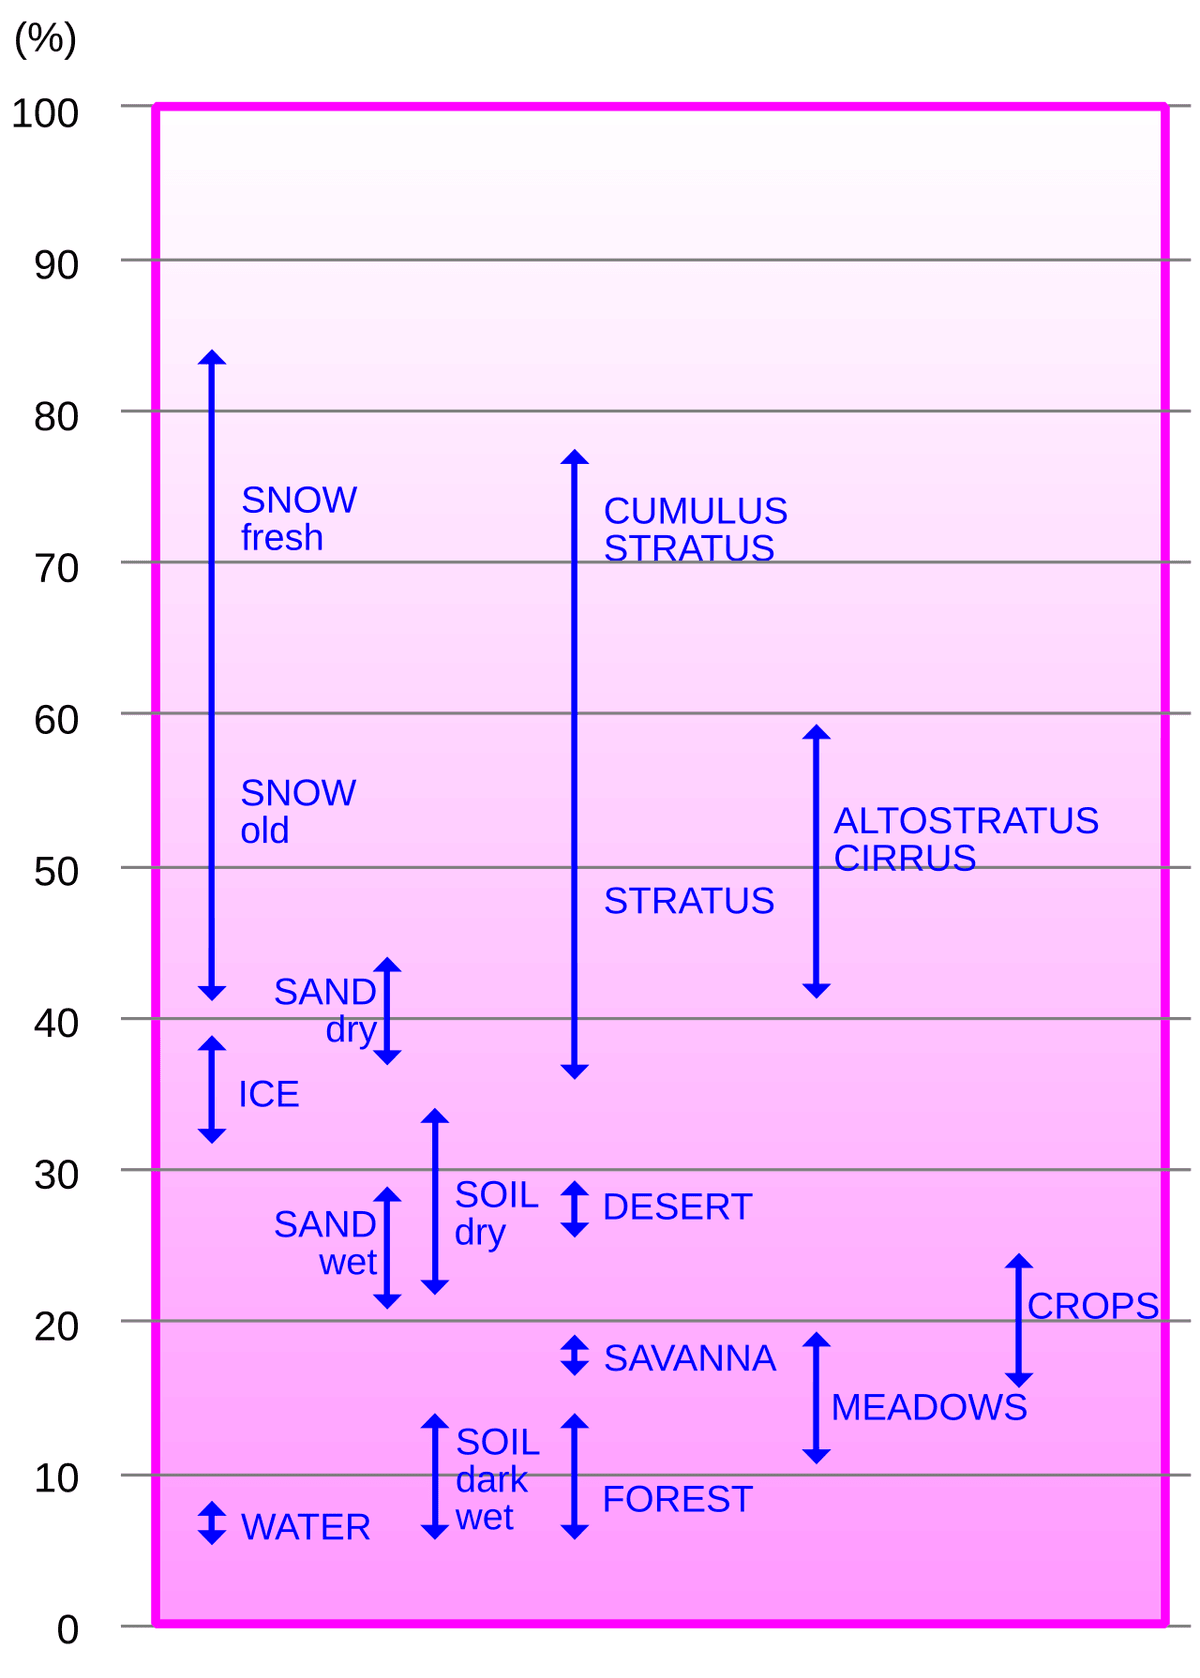 (%)
100
90
80
SNOW
fresh
CUMULUS
STRATUS
70
60
SNOW
old
ALTOSTRATUS
CIRRUS
50
STRATUS
SAND
dry
40
ICE
30
SAND
wet
SOIL
dry
DESERT
CROPS
20
SAVANNA
MEADOWS
SOIL
dark
wet
10
FOREST
WATER
0